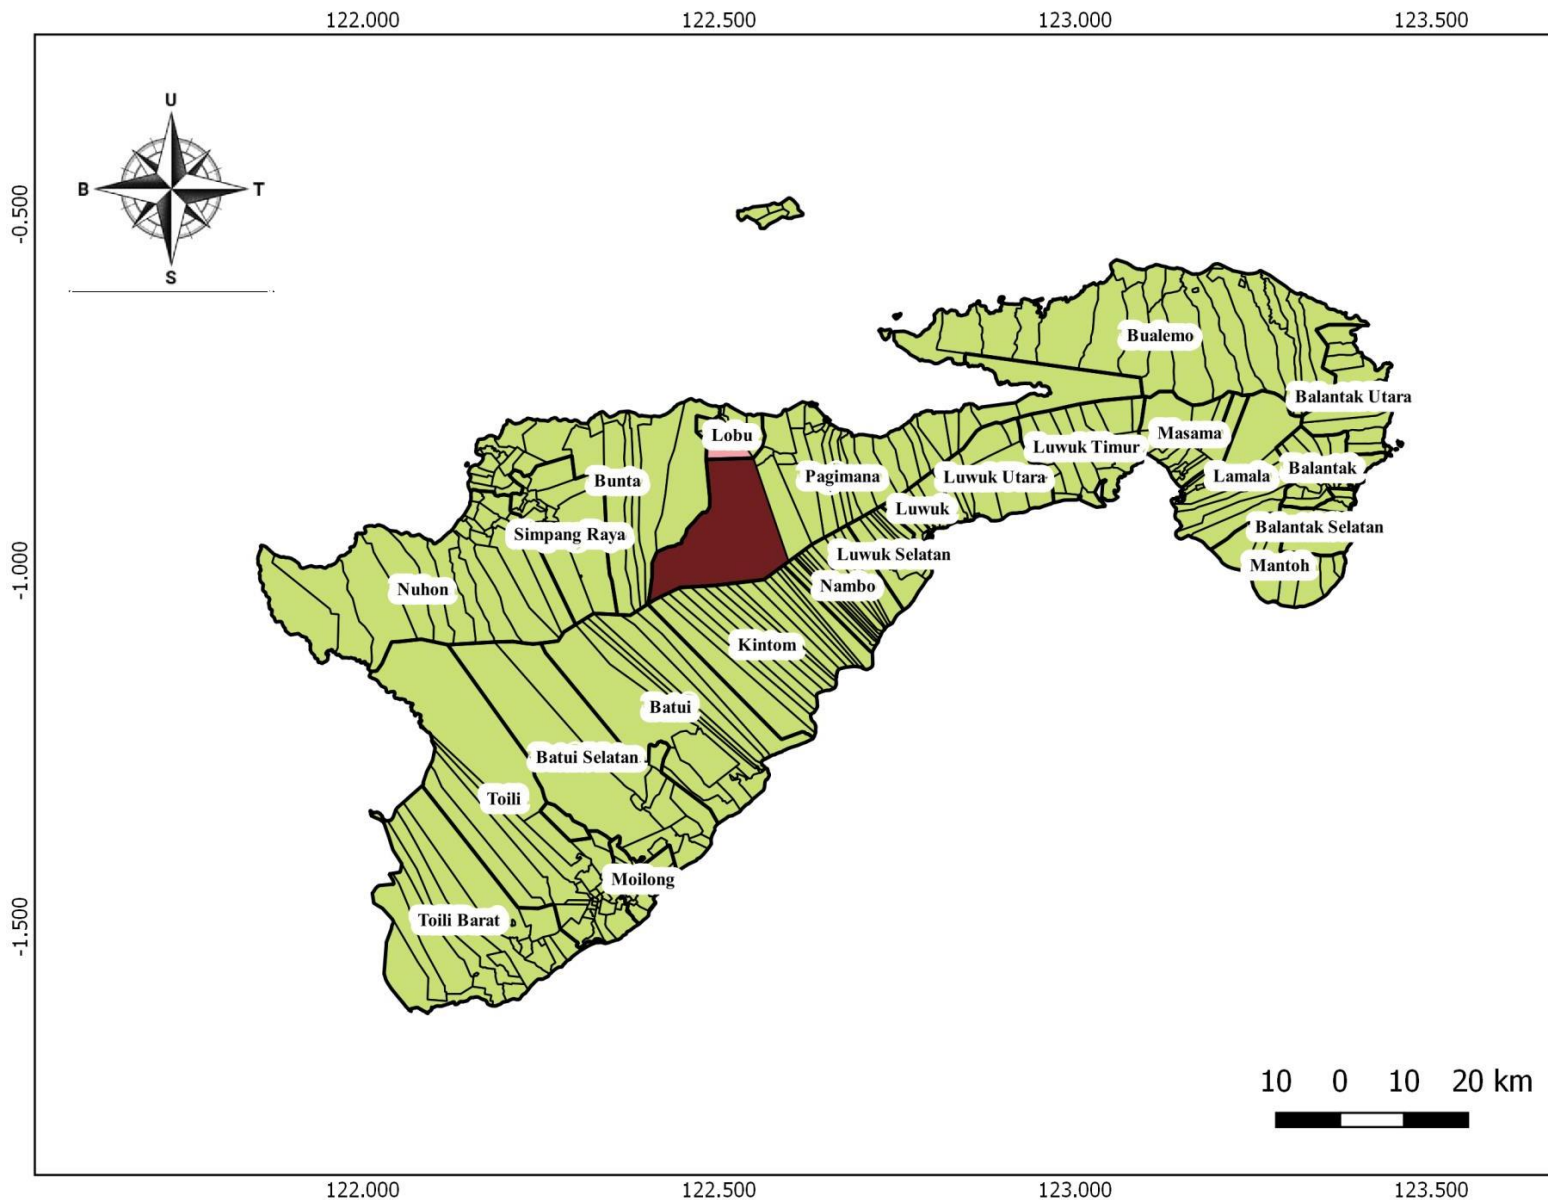 122.000 122.500 123.000 123.500
U
B T
S
-0.500
-1.000
-1.500
Bualemo
Balantak Utara
Lobu
Masama
Luwuk Timur
Bunta
Pagimana
Luwuk Utara
Lamala
Balantak
Luwuk
Simpang Raya
Balantak Selatan
Luwuk Selatan
Mantoh
Nuhon
Nambo
Kintom
Batui
Batui Selatan
Toili
Moilong
Toili Barat
10 0 10 20 km
122.000 122.500 123.000 123.500